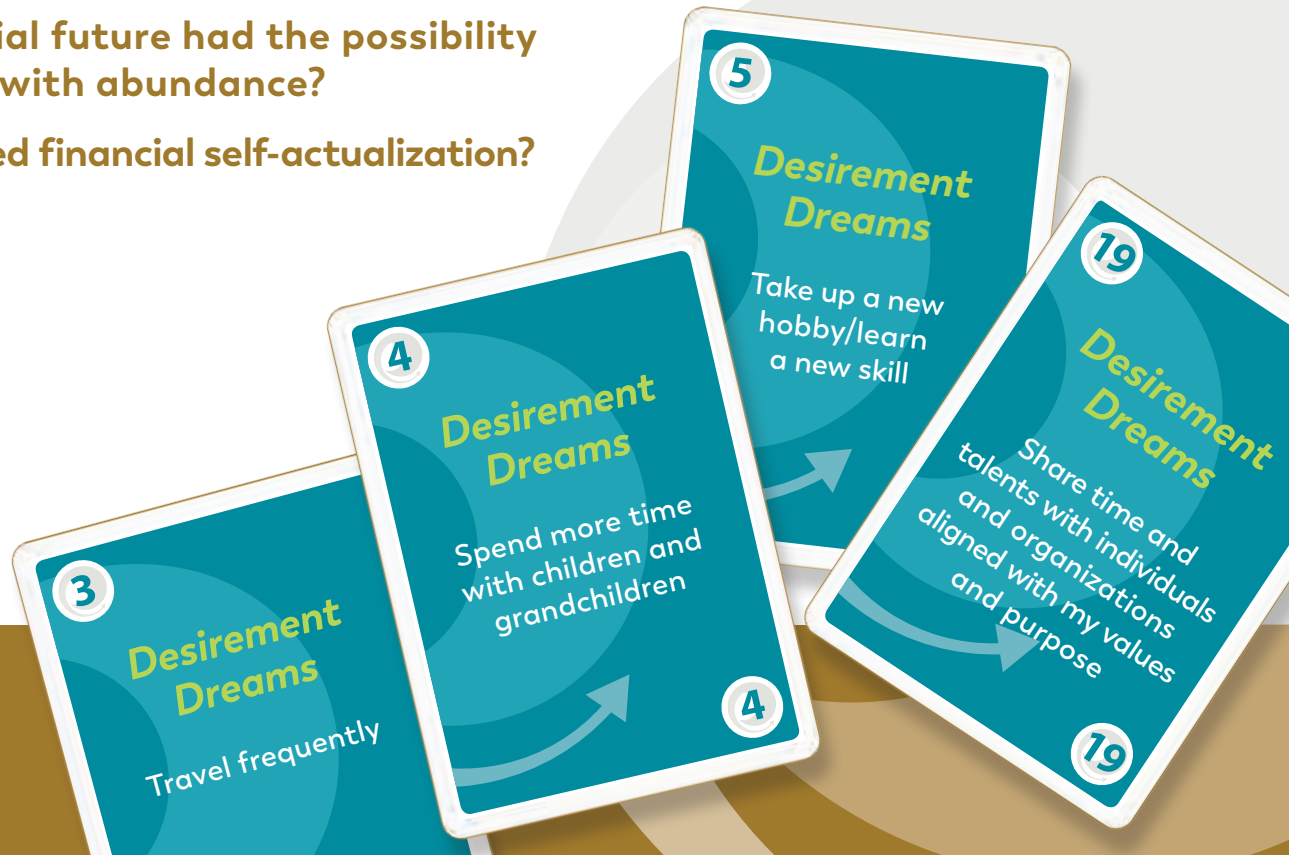 ial future had the possibility
with abundance?
ed financial self-actualization?
5
Desirement
Dreams
Take up a new
hobby/learn
a new skill
19
Desirement
Dreams
Share time and
talents with individuals
and organizations
aligned with my values
and purpose
19
4
Desirement
Dreams
Spend more time
with children and
grandchildren
4
3
Desirement
Dreams
Travel frequently